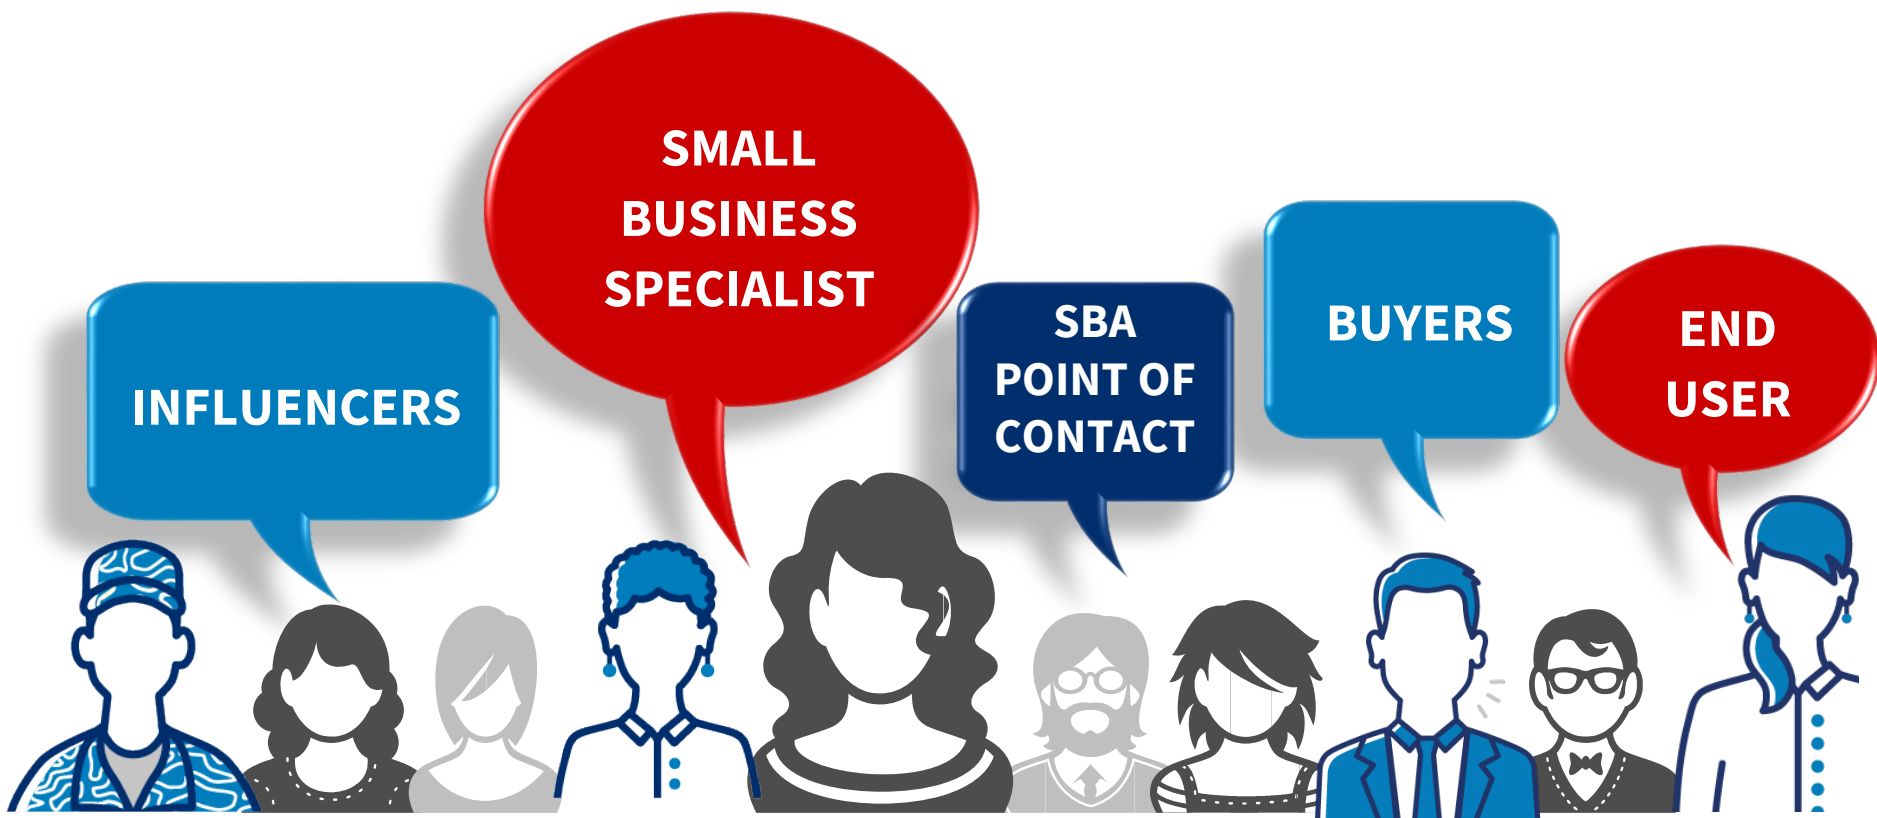 INFLUENCERS
SMALL
BUSINESS
SPECIALIST
SBA
POINT OF
CONTACT
BUYERS
END
USER